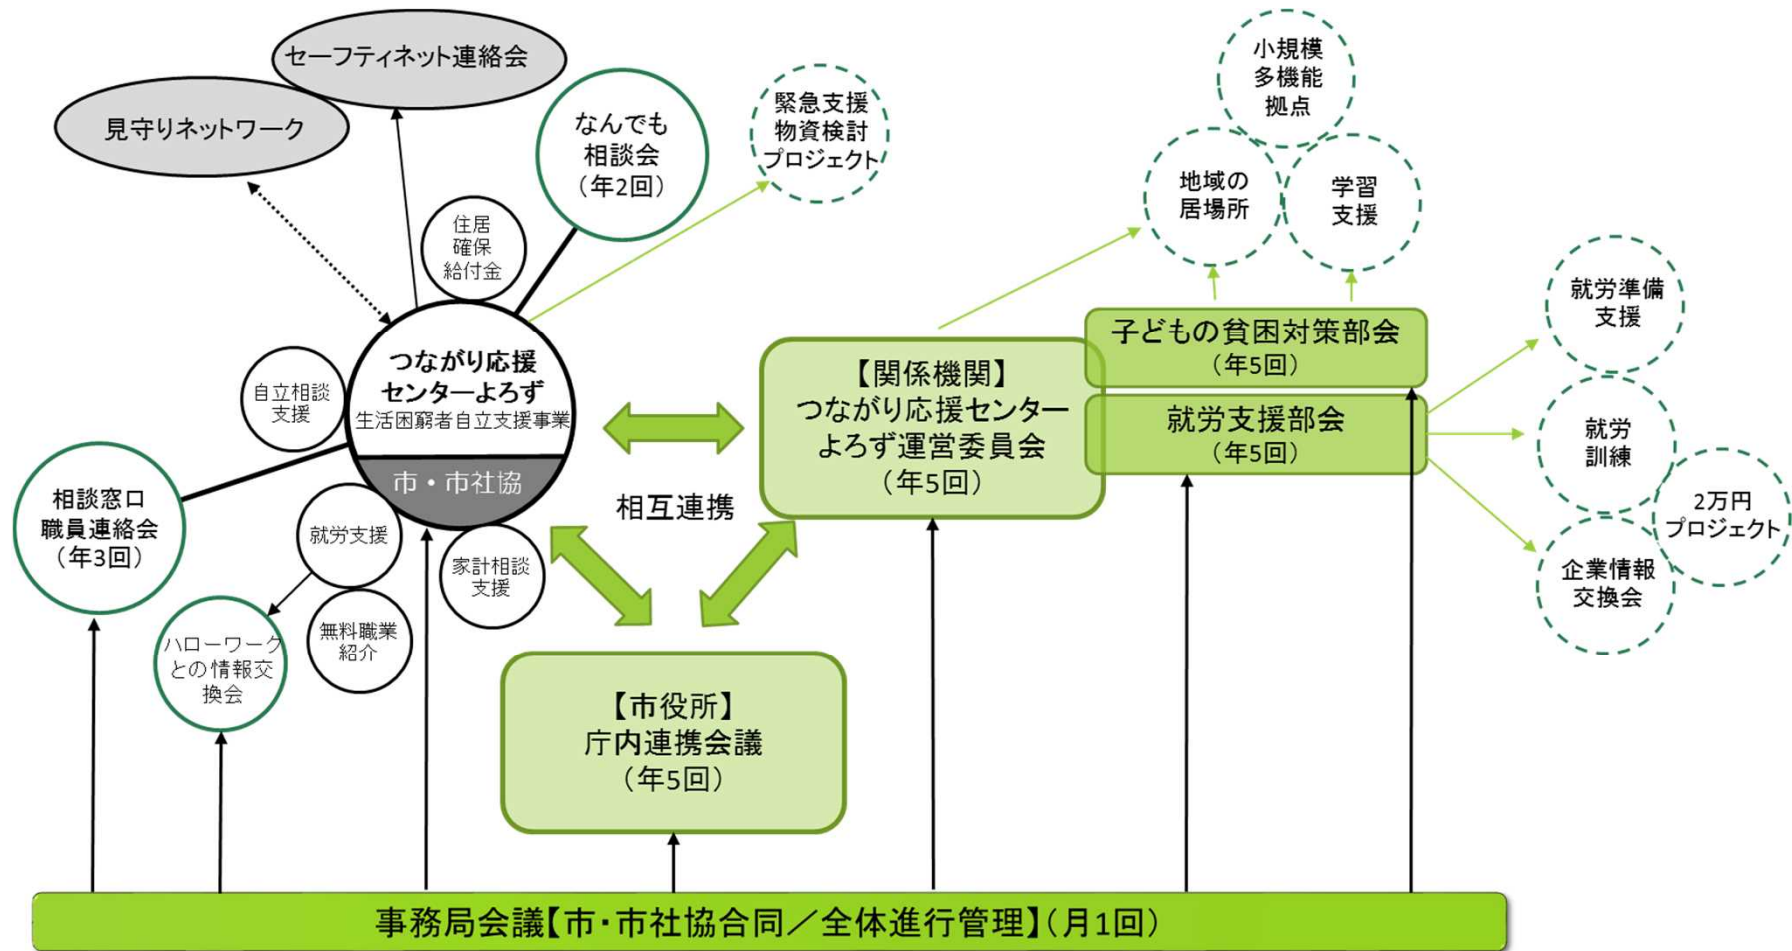 セーフティネット連絡会
見守りネットワーク
なんでも
相談会
（年2回）
緊急支援
物資検討
プロジェクト
小規模
多機能
拠点
地域の
居場所
学習
支援
住居
確保
給付金
つながり応援
センターよろず
生活困窮者自立支援事業
市・市社協
自立相談
支援
相談窓口
職員連絡会
（年3回）
就労支援
家計相談
支援
無料職業
紹介
ハローワーク
との情報交
換会
相互連携
【関係機関】
つながり応援センター
よろず運営委員会
（年5回）
子どもの貧困対策部会
（年5回）
就労支援部会
（年5回）
就労準備
支援
就労
訓練
2万円
プロジェクト
企業情報
交換会
【市役所】
庁内連携会議
（年5回）
事務局会議【市・市社協合同／全体進行管理】（月1回）